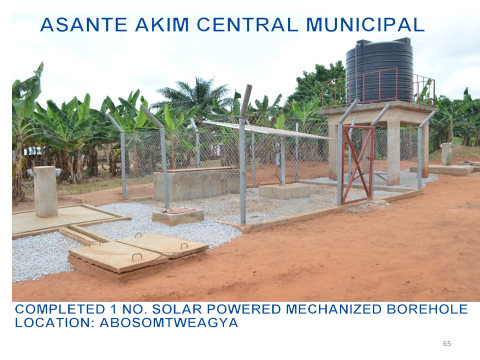 ASANTE AKIM CENTRAL MUNICIPAL
COMPLETED 1 NO. SOLAR POWERED MECHANIZED BOREHOLE
LOCATION: ABOSOMTWEAGYA
65